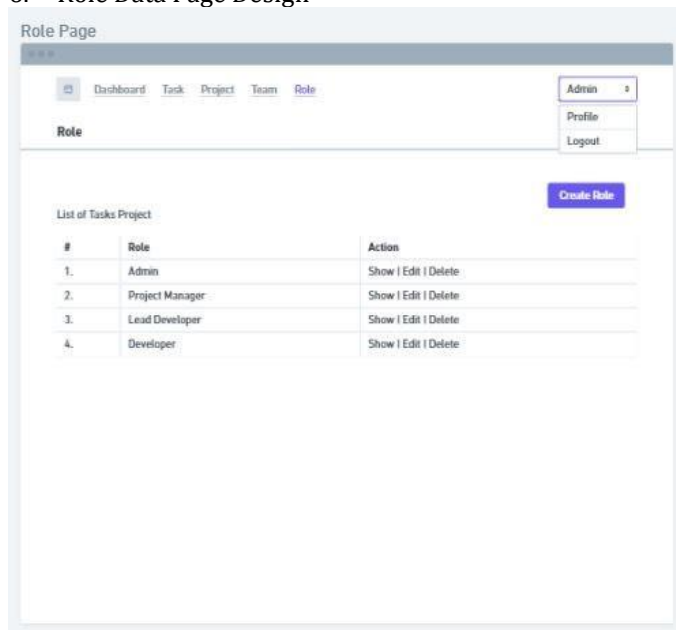 6. Role Data Page Design
Role Page
Dashboard Task Project Team Role Admin
Profile
Role
Logout
Create Role
List of Tasks Project
# Role Action
1. Admin Show | Edit | Delete
2. Project Manager Show | Edit | Delete
3. Lead Developer Show | Edit | Delete
4. Developer Show | Edit | Delete